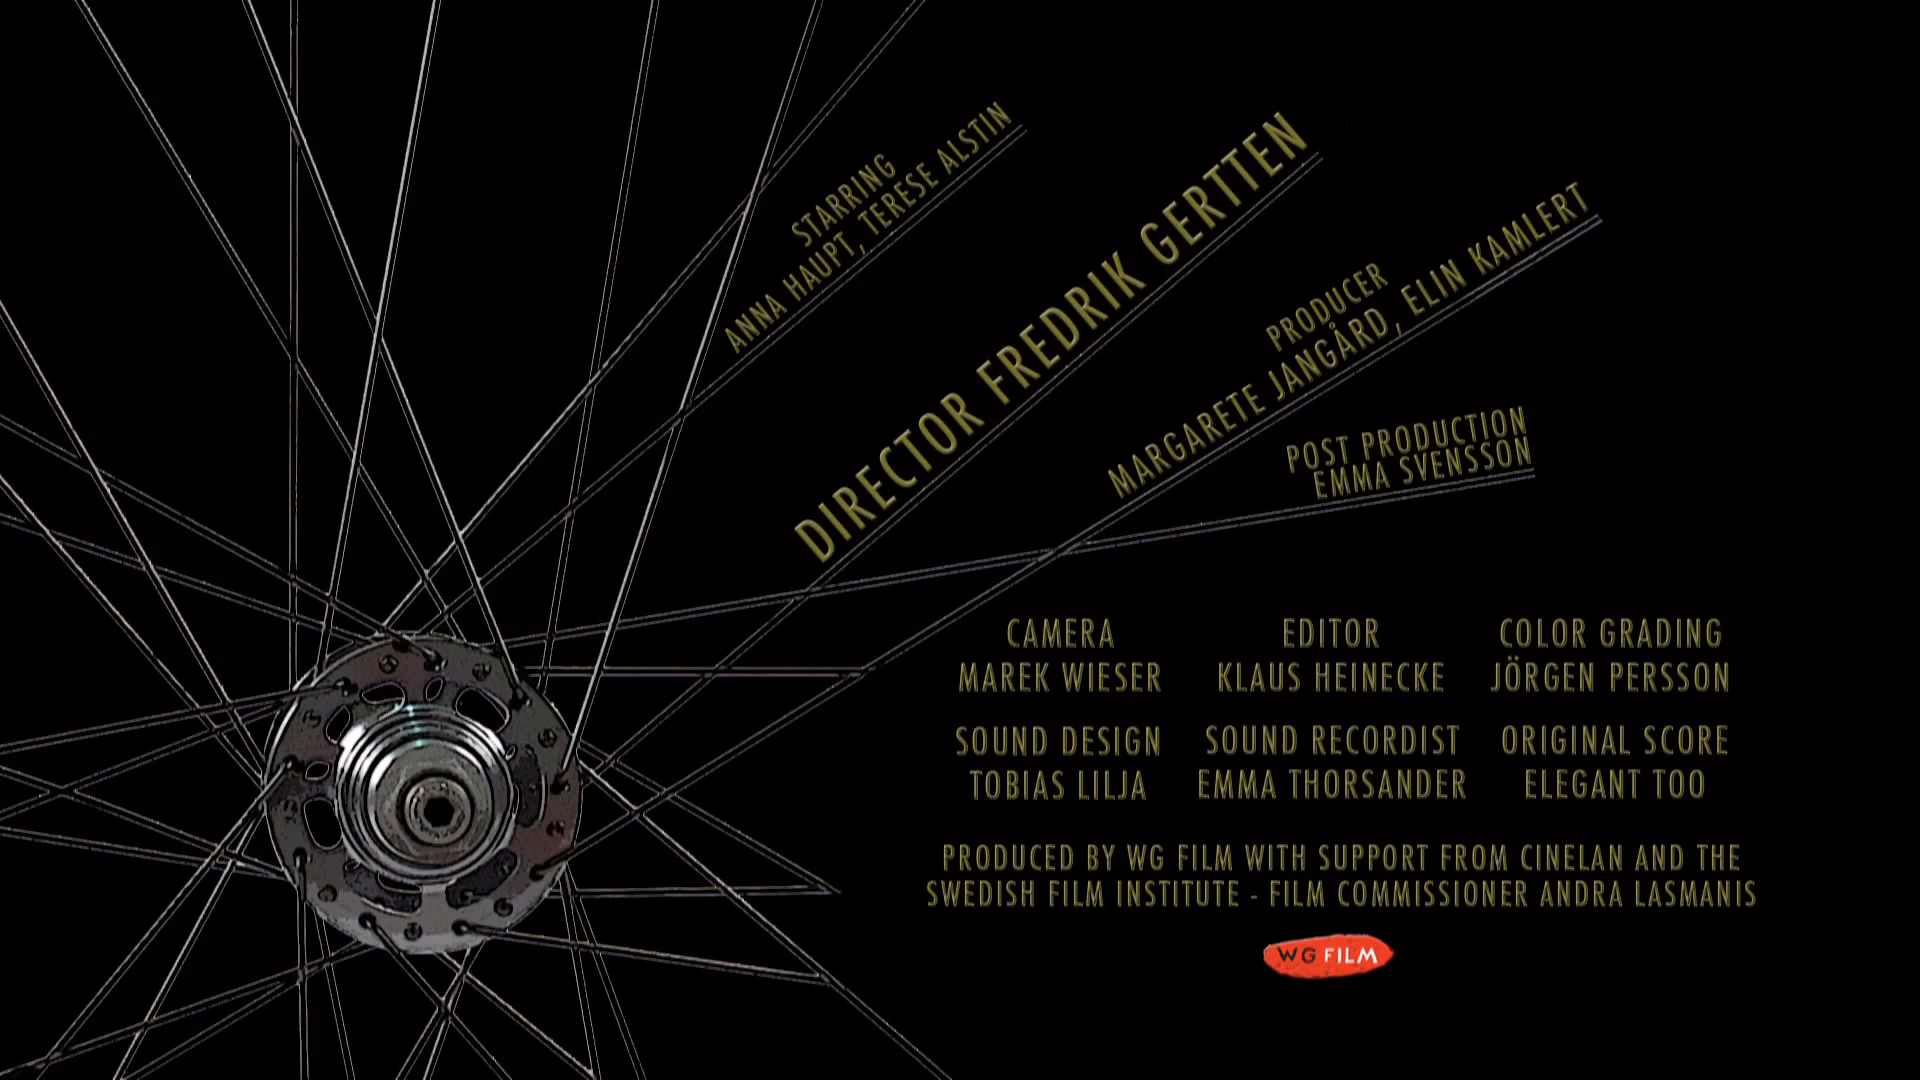 STARRING
ANNA HAUPT, TERESE ALSTIN
DIRECTOR FREDRIK GERTTEN
PRODUCER
MARGARETE JANGÅRD, ELIN KAMLERT
POST PRODUCTION
EMMA SVENSSON
CAMERA
MAREK WIESER
EDITOR
KLAUS HEINECKE
COLOR GRADING
JÖRGEN PERSSON
SOUND DESIGN
TOBIAS LILJA
SOUND RECORDIST
EMMA THORSANDER
ORIGINAL SCORE
ELEGANT TOO
PRODUCED BY WG FILM WITH SUPPORT FROM CINELAN AND THE
SWEDISH FILM INSTITUTE - FILM COMMISSIONER ANDRA LASMANIS
WG FILM